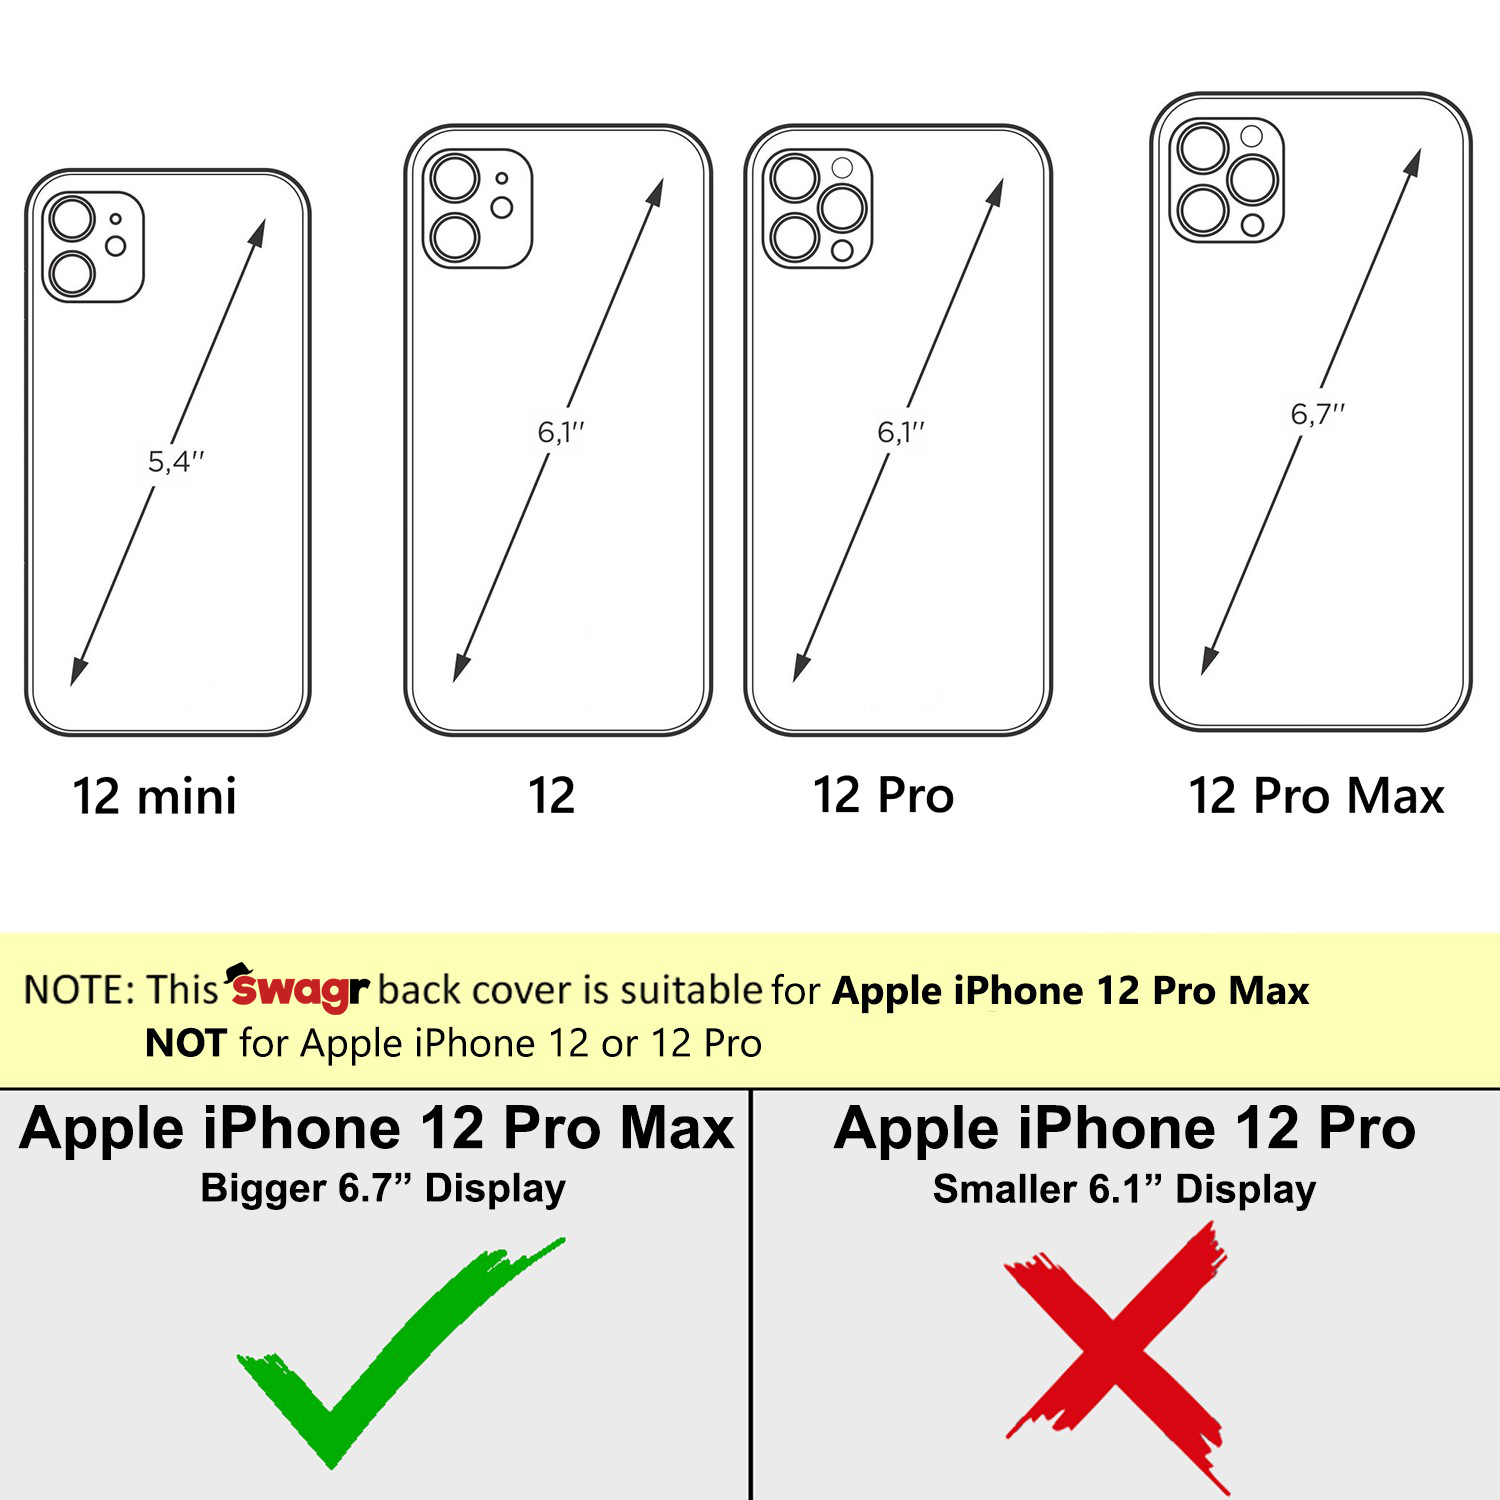 5,4"
6,1"
6,1"
6,7"
12 mini
12
12 Pro
12 Pro Max
NOTE: This swagr back cover is suitable for Apple iPhone 12 Pro Max
NOT for Apple iPhone 12 or 12 Pro
Apple iPhone 12 Pro Max
Bigger 6.7” Display
Apple iPhone 12 Pro
Smaller 6.1” Display